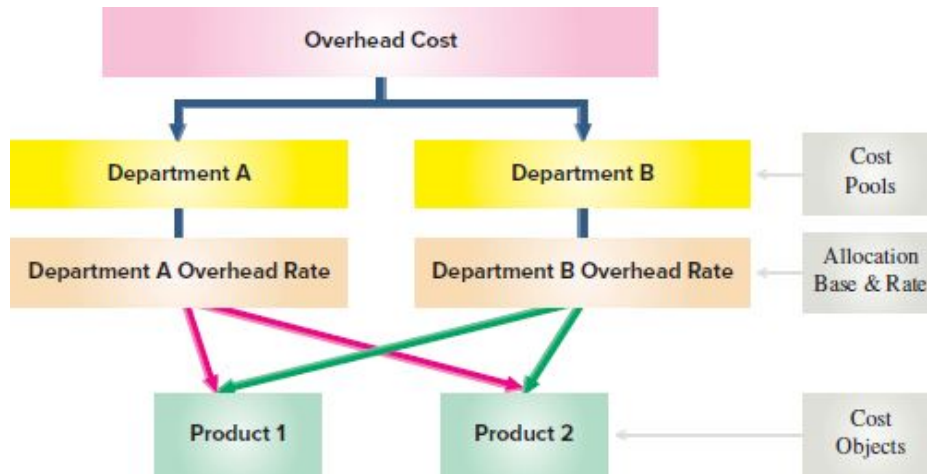 Overhead Cost
Department A
Department B
Cost
Pools
Department A Overhead Rate
Department B Overhead Rate
Allocation
Base & Rate
Product 1
Product 2
Cost
Objects